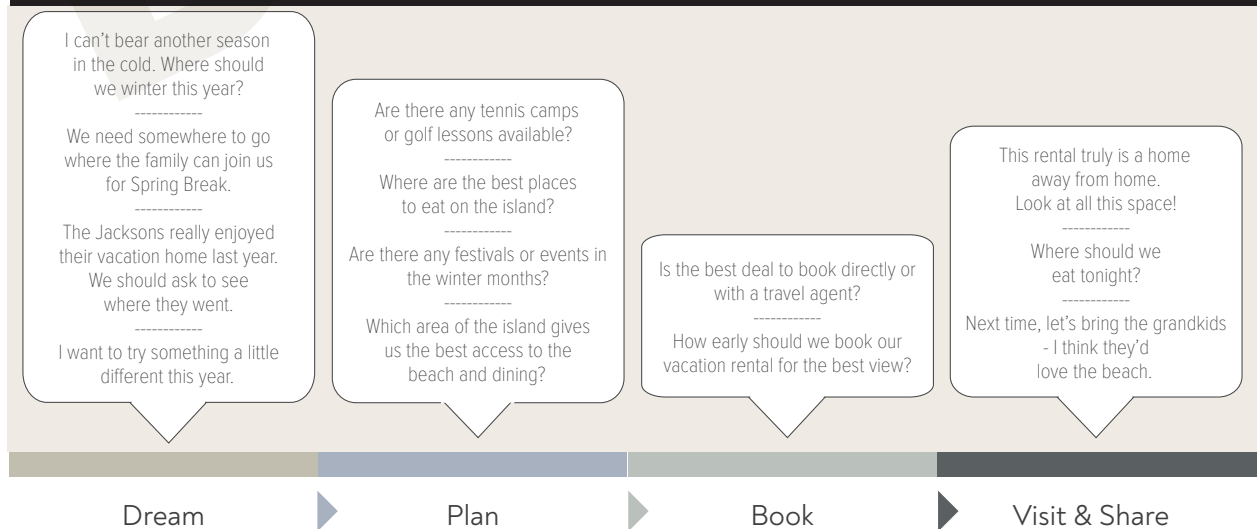 I can't bear another season
in the cold. Where should
we winter this year?
------------
We need somewhere to go
where the family can join us
for Spring Break.
------------
The Jacksons really enjoyed
their vacation home last year.
We should ask to see
where they went.
------------
I want to try something a little
different this year.
Are there any tennis camps
or golf lessons available?
------------
Where are the best places
to eat on the island?
------------
Are there any festivals or events in
the winter months?
------------
Which area of the island gives
us the best access to the
beach and dining?
Is the best deal to book directly or
with a travel agent?
------------
How early should we book our
vacation rental for the best view?
This rental truly is a home
away from home.
Look at all this space!
------------
Where should we
eat tonight?
------------
Next time, let's bring the grandkids
- I think they'd
love the beach.
Dream
Plan
Book
Visit & Share